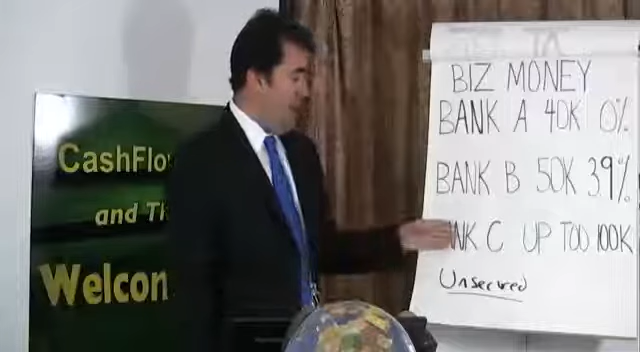 CashFlo
and Th
Welcon
BIZ MONEY
BANK A 40K 0%
BANK B 50K 3.9%
NK C UP TOO 100K
Unsecured